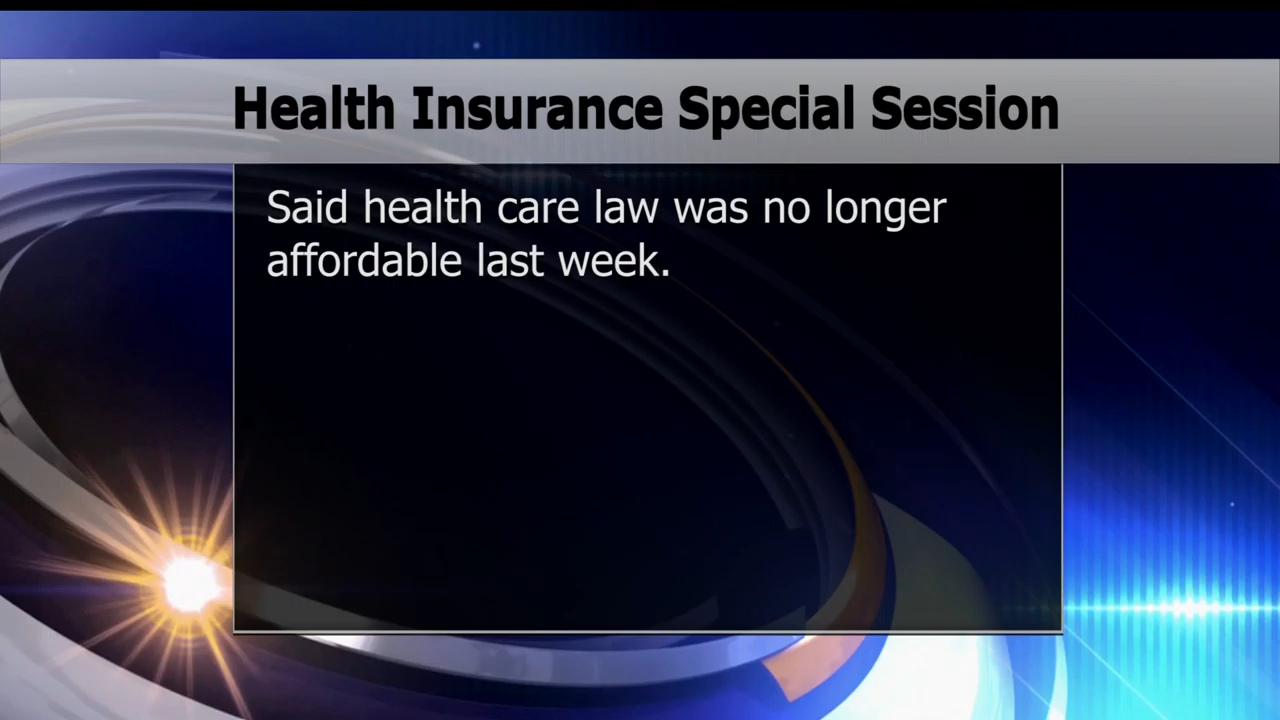 Health Insurance Special Session
Said health care law was no longer
affordable last week.